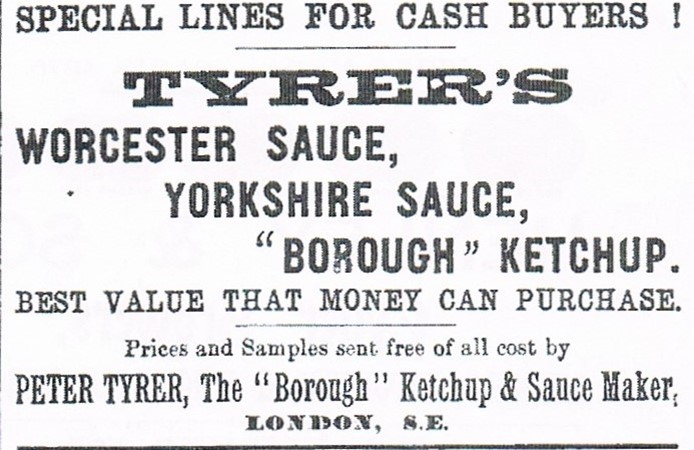 SPECIAL LINES FOR CASH BUYERS !
TYRER'S
WORCESTER SAUCE,
YORKSHIRE SAUCE,
"BOROUGH" KETCHUP.
BEST VALUE THAT MONEY CAN PURCHASE.
Prices and Samples sent free of all cost by
PETER TYRER, The "Borough" Ketchup & Sauce Maker,
LONDON, S.E.